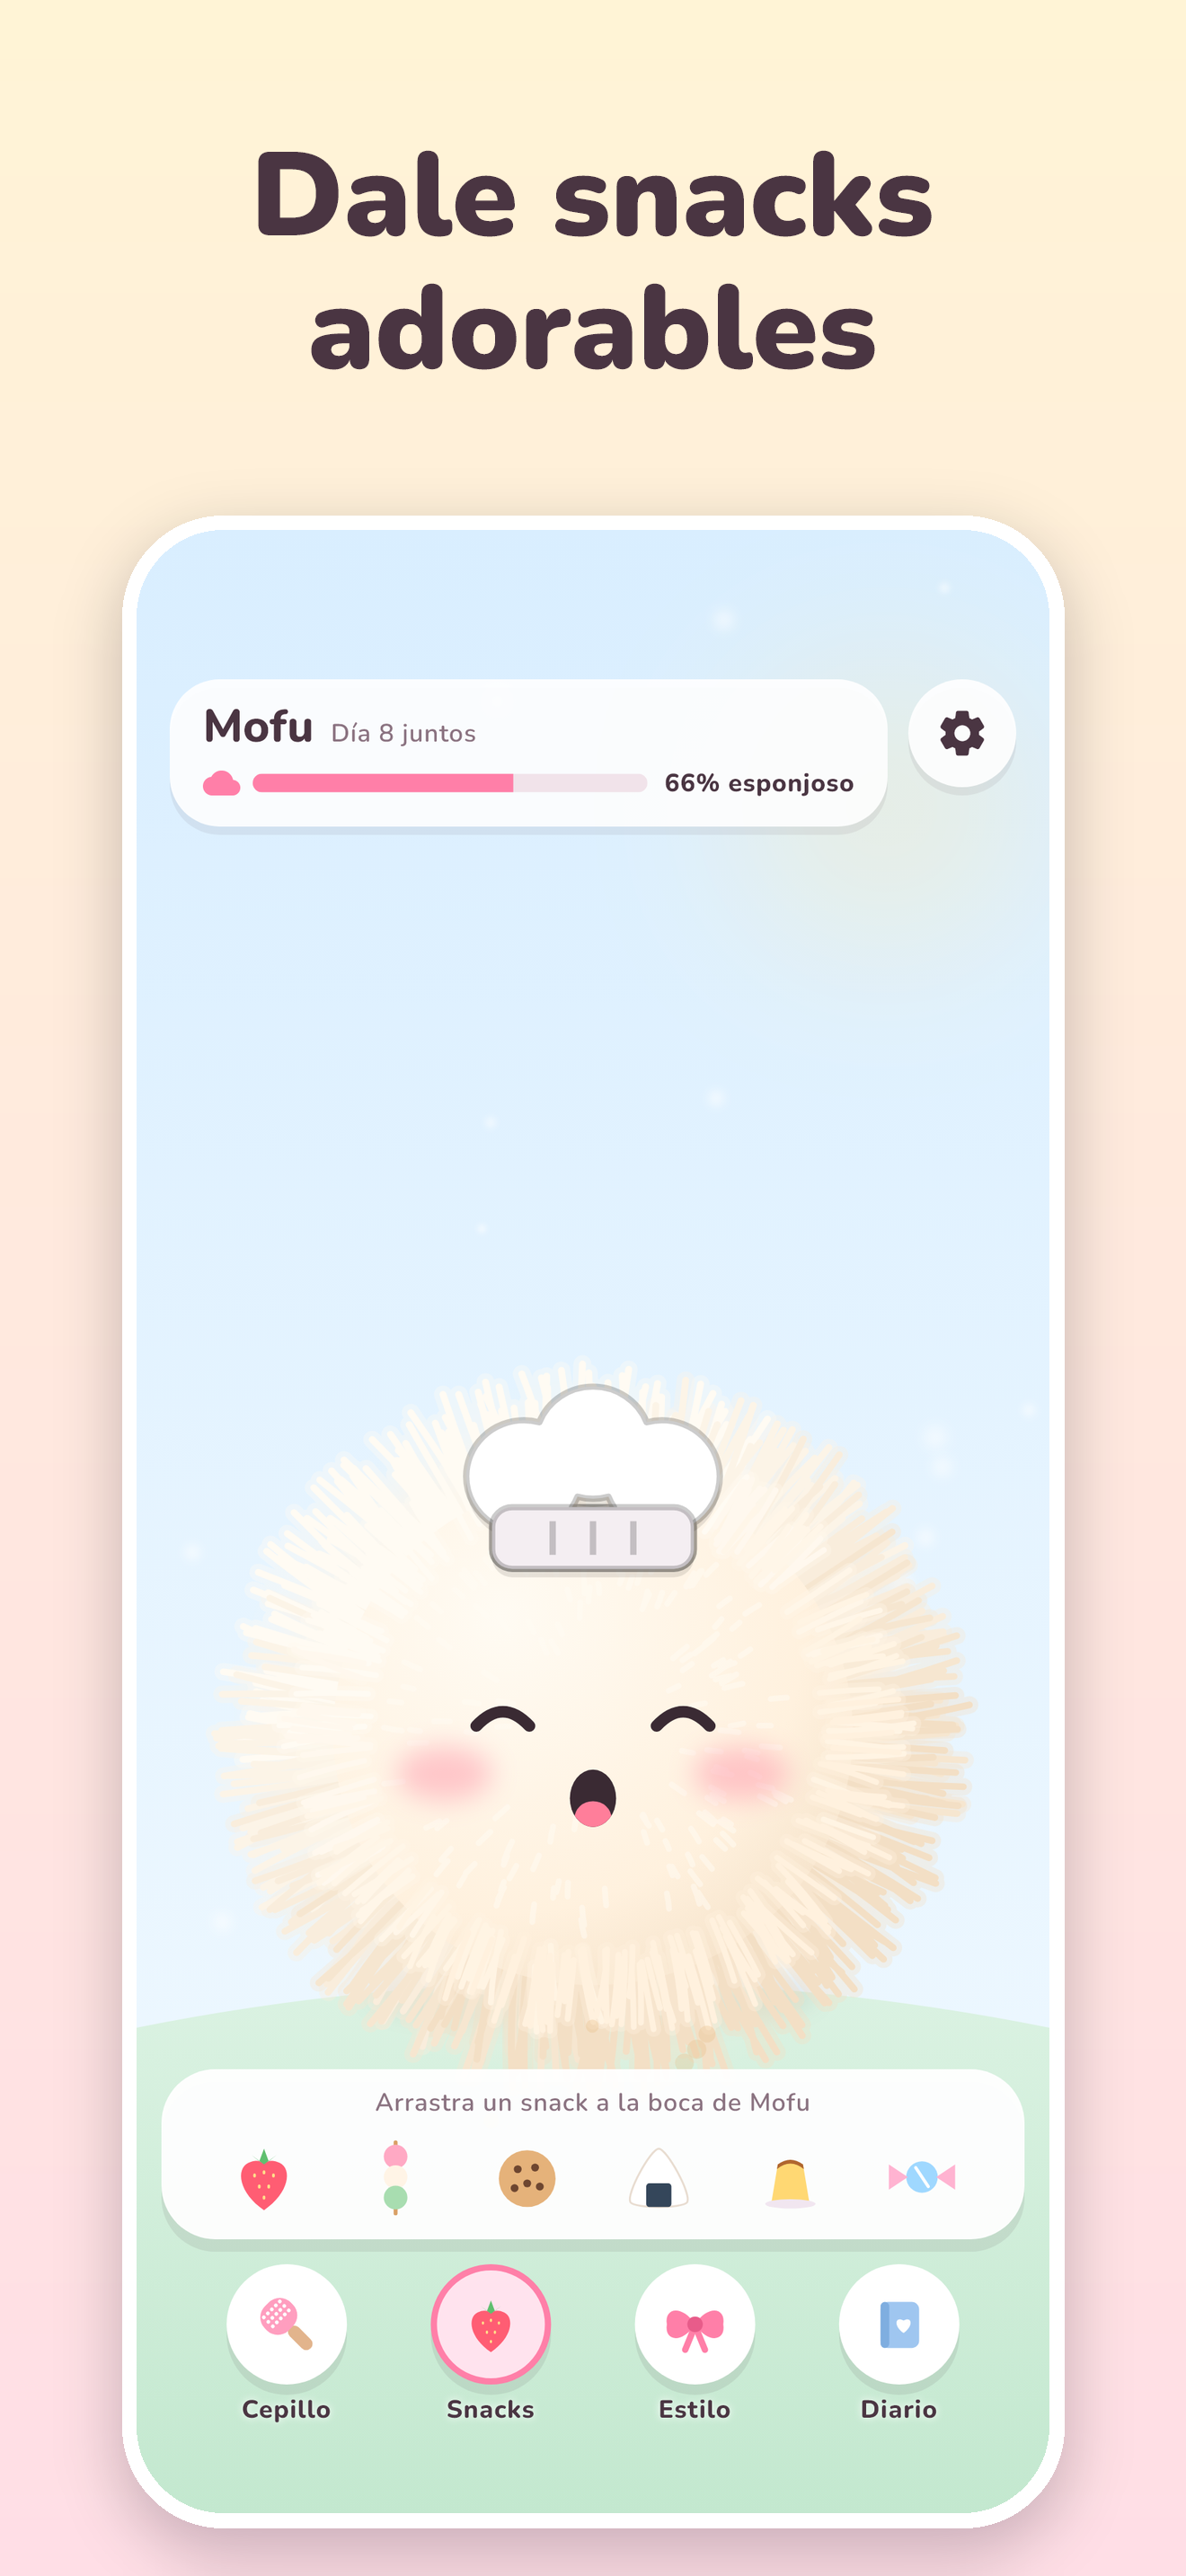 Dale snacks
adorables
Mofu Día 8 juntos
66% esponjoso
Arrastra un snack a la boca de Mofu
Cepillo
Snacks
Estilo
Diario